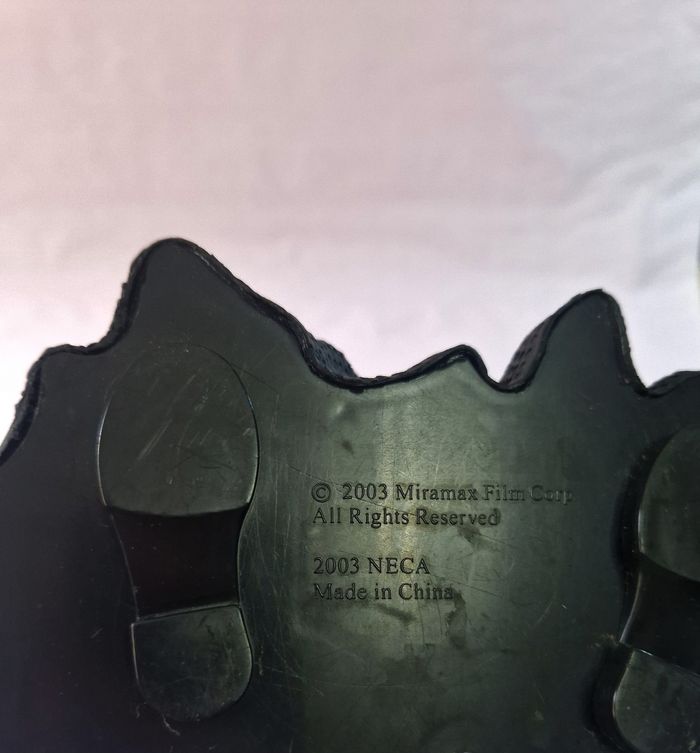 © 2003 Miramax Film Corp
All Rights Reserved
2003 NECA
Made in China